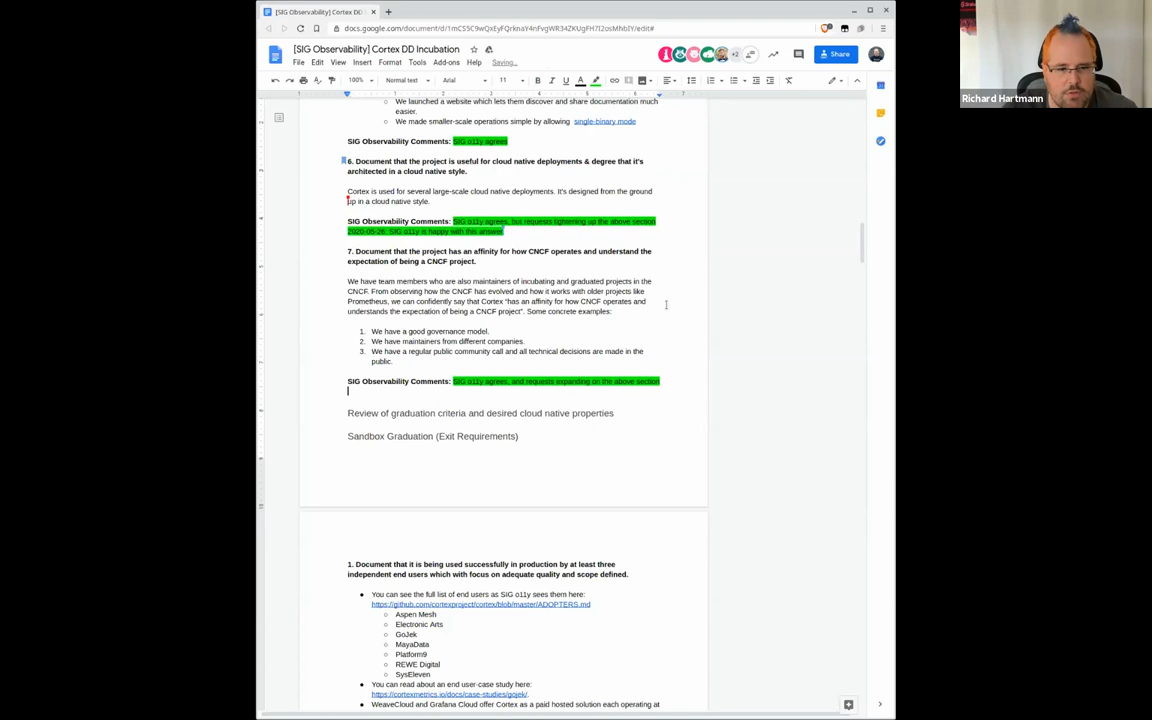 [SIG Observability] Cortex DD Incubation
docs.google.com/document/d/1mCS5C9wQxEyFQrknaY4nFvgWR34ZKUgFH7I2osMhbIY/edit#
[SIG Observability] Cortex DD Incubation
File Edit View Insert Format Tools Add-ons Help Saving...
+2
Share
100% Normal text Arial 11
We launched a website which lets them discover and share documentation much
easier.
We made smaller-scale operations simple by allowing single-binary mode
SIG Observability Comments: SIG o11y agrees
6. Document that the project is useful for cloud native deployments & degree that it's
architected in a cloud native style.
Cortex is used for several large-scale cloud native deployments. It's designed from the ground
up in a cloud native style.
SIG Observability Comments: SIG o11y agrees, but requests tightening up the above section
2020-05-26: SIG o11y is happy with this answer
7. Document that the project has an affinity for how CNCF operates and understand the
expectation of being a CNCF project.
We have team members who are also maintainers of incubating and graduated projects in the
CNCF. From observing how the CNCF has evolved and how it works with older projects like
Prometheus, we can confidently say that Cortex "has an affinity for how CNCF operates and
understands the expectation of being a CNCF project". Some concrete examples:
1. We have a good governance model.
2. We have maintainers from different companies.
3. We have a regular public community call and all technical decisions are made in the
public.
SIG Observability Comments: SIG o11y agrees, and requests expanding on the above section
Review of graduation criteria and desired cloud native properties
Sandbox Graduation (Exit Requirements)
1. Document that it is being used successfully in production by at least three
independent end users which with focus on adequate quality and scope defined.
You can see the full list of end users as SIG o11y sees them here:
https://github.com/cortexproject/cortex/blob/master/ADOPTERS.md
Aspen Mesh
Electronic Arts
GoJek
MayaData
Platform9
REWE Digital
SysEleven
You can read about an end user-case study here:
https://cortexmetrics.io/docs/case-studies/gojek/.
WeaveCloud and Grafana Cloud offer Cortex as a paid hosted solution each operating at
Richard Hartmann